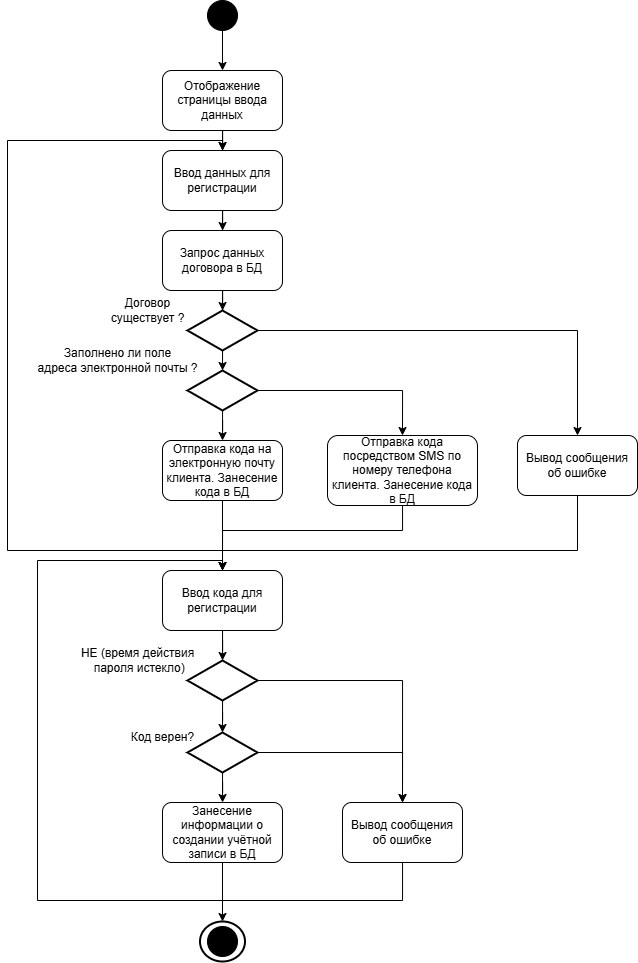 Отображение
страницы ввода
данных
Ввод данных для
регистрации
Запрос данных
договора в БД
Договор
существует ?
Заполнено ли поле
адреса электронной почты ?
Отправка кода на
электронную почту
клиента. Занесение
кода в БД
Отправка кода
посредством SMS по
номеру телефона
клиента. Занесение кода
в БД
Вывод сообщения
об ошибке
Ввод кода для
регистрации
НЕ (время действия
пароля истекло)
Код верен?
Занесение
информации о
создании учётной
записи в БД
Вывод сообщения
об ошибке